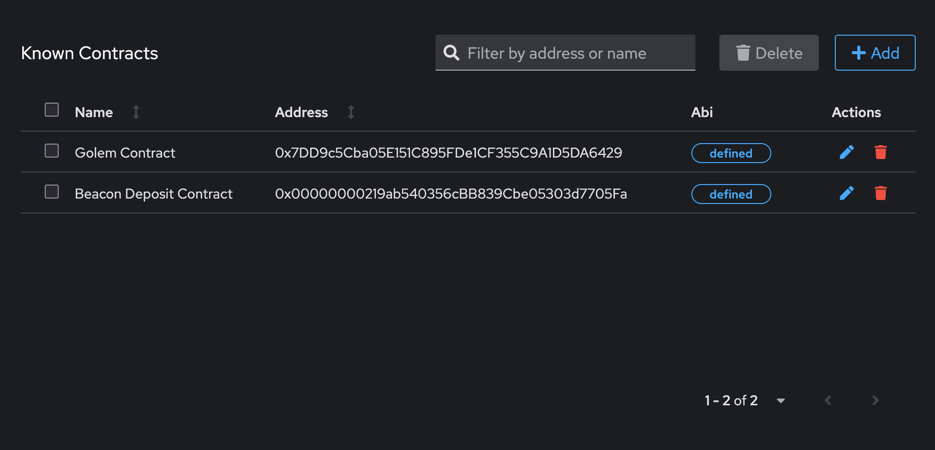 Known Contracts
Filter by address or name
Delete
Add
Name Address Abi Actions
Golem Contract 0x7DD9c5Cba05E151C895FDe1CF355C9A1D5DA6429 defined
Beacon Deposit Contract 0x00000000219ab540356cBB839Cbe05303d7705Fa defined
1 - 2 of 2